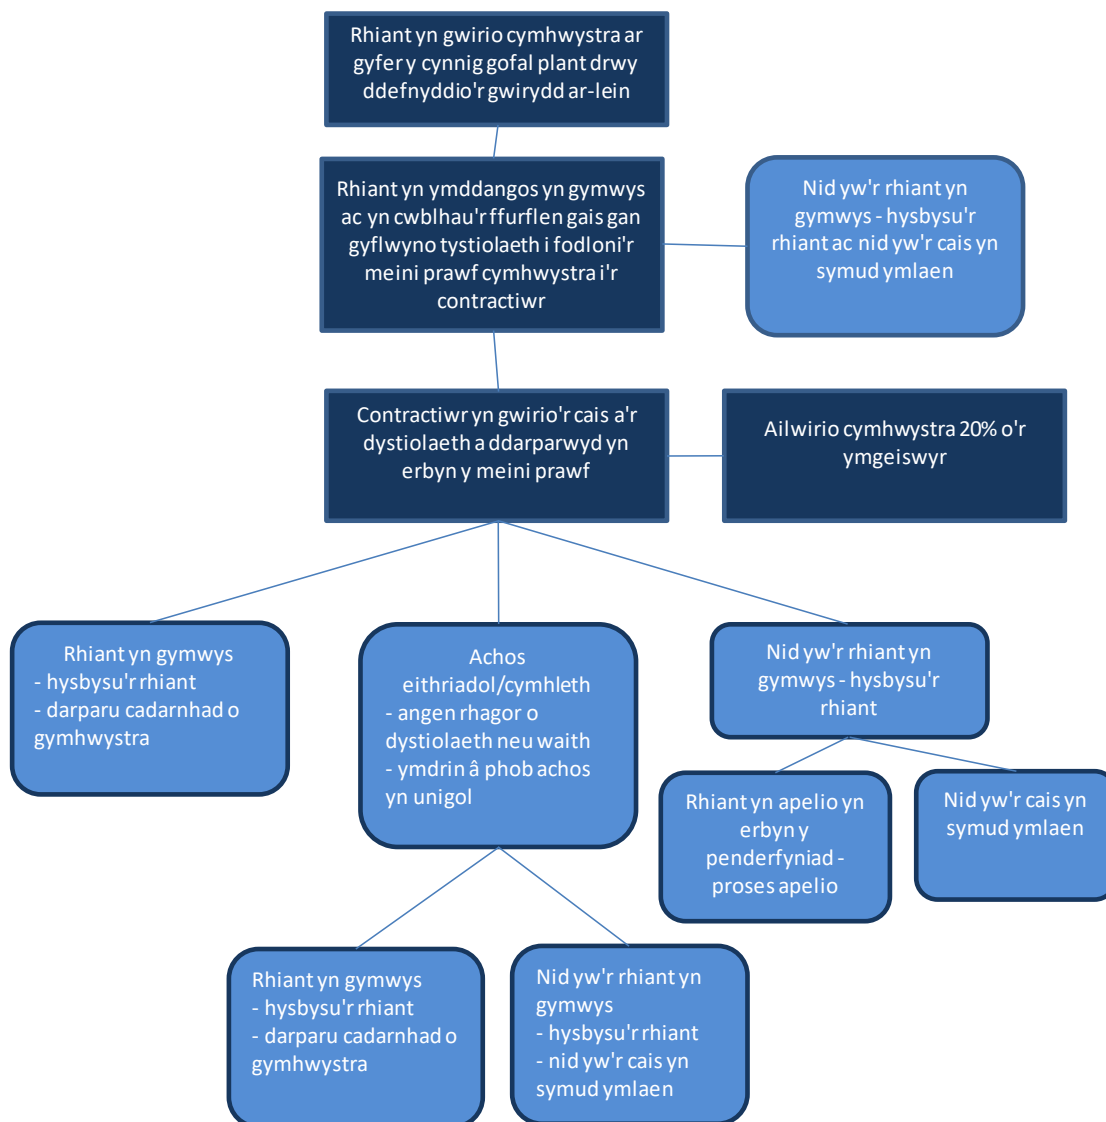 Rhiant yn gwirio cymhwystra ar
gyfer y cynnig gofal plant drwy
ddefnyddio'r gwirydd ar-lein
Rhiant yn ymddangos yn gymwys
ac yn cwblhau'r ffurflen gais gan
gyflwyno tystiolaeth i fodloni'r
meini prawf cymhwystra i'r
contractiwr
Nid yw'r rhiant yn
gymwys - hysbysu'r
rhiant ac nid yw'r cais yn
symud ymlaen
Contractiwr yn gwirio'r cais a'r
dystiolaeth a ddarparwyd yn
erbyn y meini prawf
Ailwirio cymhwystra 20% o'r
ymgeiswyr
Rhiant yn gymwys
- hysbysu'r rhiant
- darparu cadarnhad o
gymhwystra
Achos
eithriadol/cymhleth
- angen rhagor o
dystiolaeth neu waith
- ymdrin â phob achos
yn unigol
Nid yw'r rhiant yn
gymwys - hysbysu'r
rhiant
Rhiant yn apelio yn
erbyn y
penderfyniad -
proses apelio
Nid yw'r cais yn
symud ymlaen
Rhiant yn gymwys
- hysbysu'r rhiant
- darparu cadarnhad o
gymhwystra
Nid yw'r rhiant yn
gymwys
- hysbysu'r rhiant
- nid yw'r cais yn
symud ymlaen